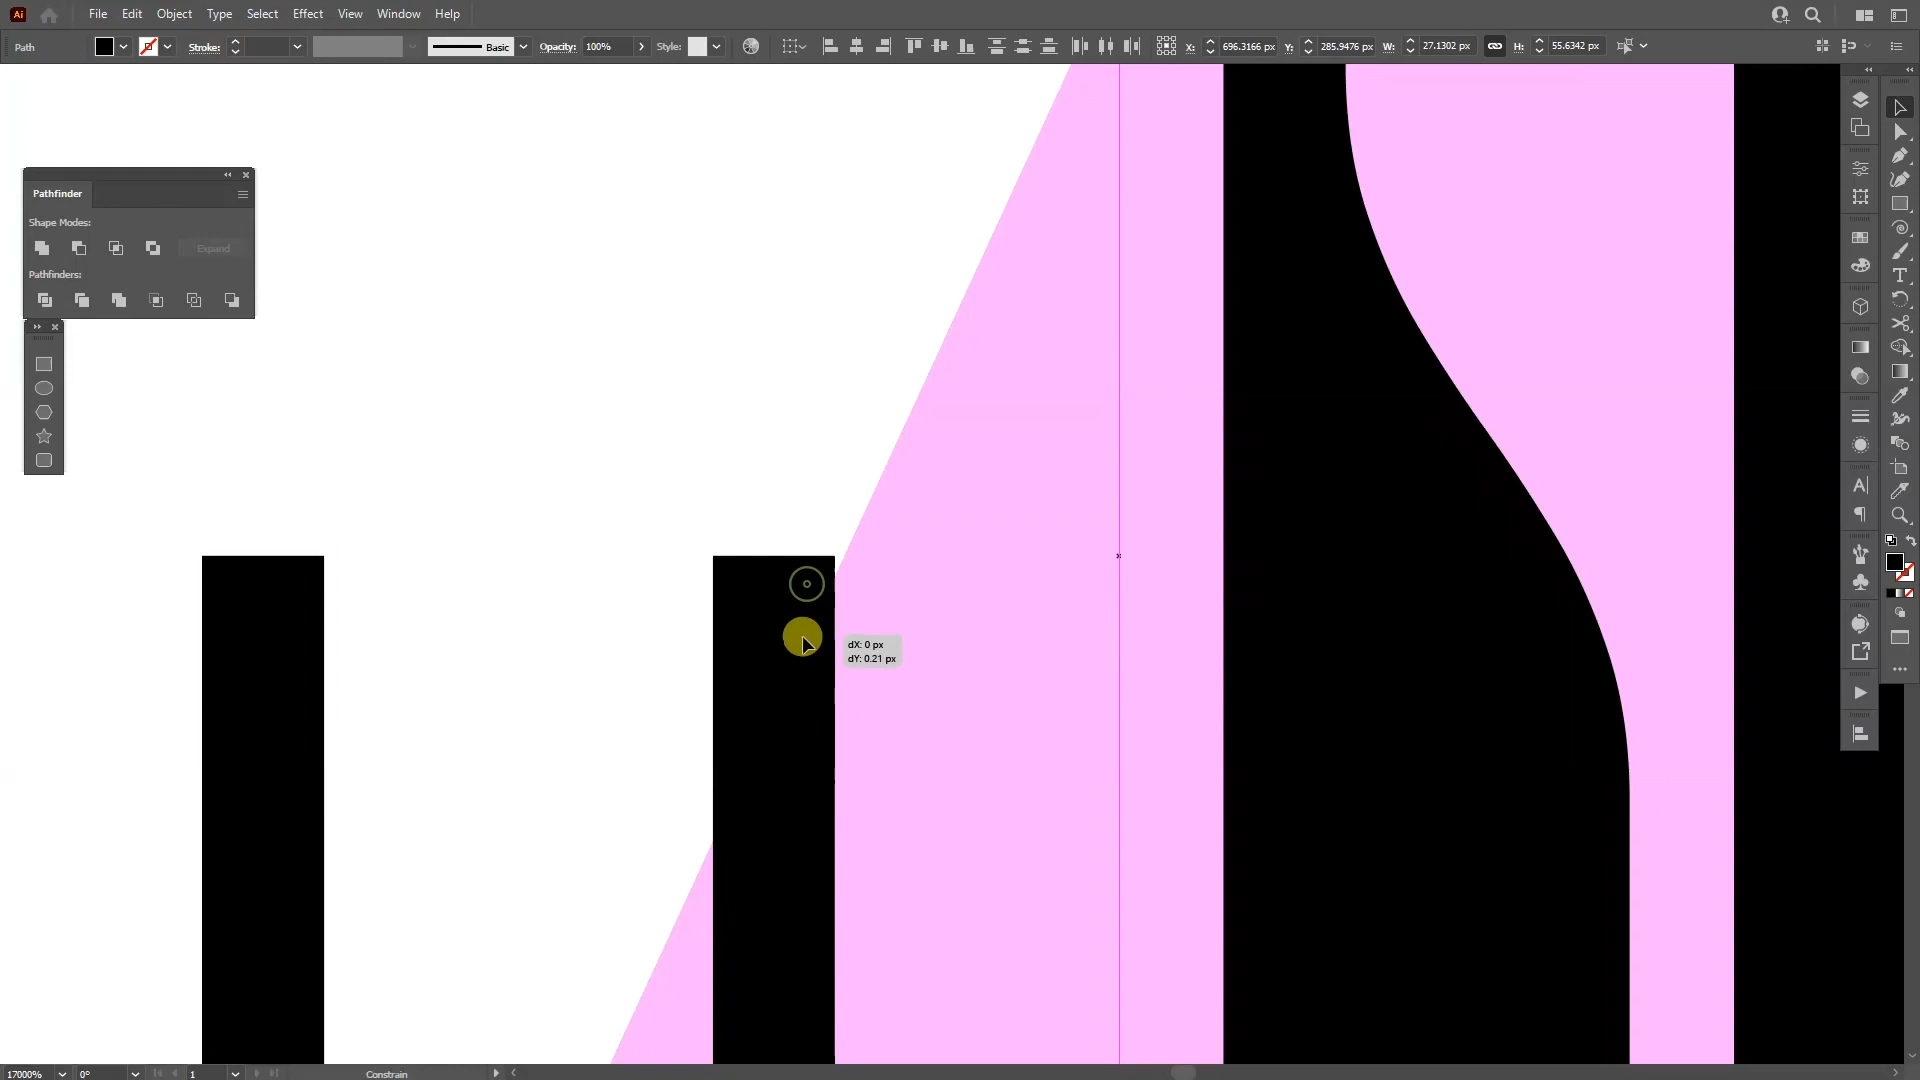 Ai File Edit Object Type Select Effect View Window Help
Path Stroke: Basic Opacity: 100% Style: X: 696.3166 px Y: 285.9476 px W: 27.1302 px H: 55.6342 px
Pathfinder
Shape Modes:
Expand
Pathfinders:
dX: 0 px
dY: 0.21 px
17000% 0° 1 Constrain